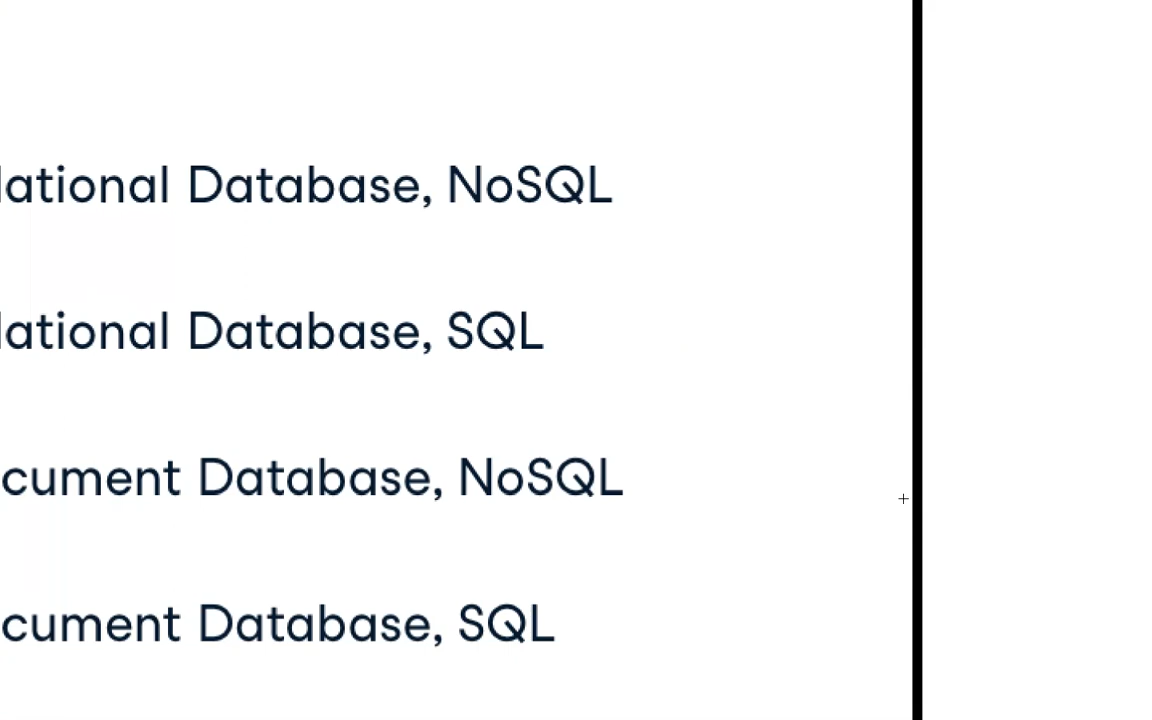 lational Database, NoSQL
lational Database, SQL
cument Database, NoSQL
cument Database, SQL